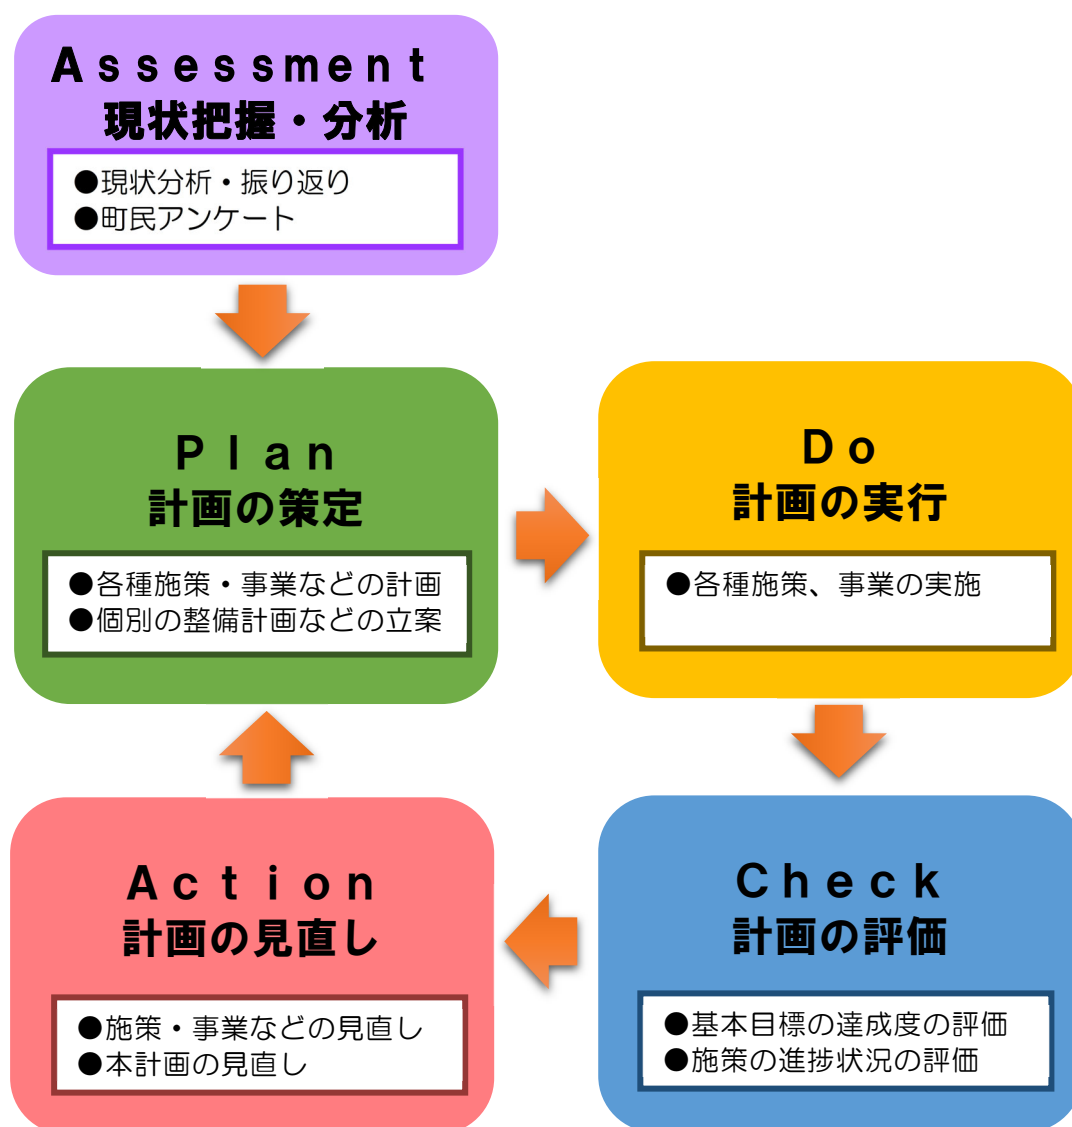 Assessment
現状把握・分析
●現状分析・振り返り
●町民アンケート
Plan
計画の策定
●各種施策・事業などの計画
●個別の整備計画などの立案
Do
計画の実行
●各種施策、事業の実施
Action
計画の見直し
●施策・事業などの見直し
●本計画の見直し
Check
計画の評価
●基本目標の達成度の評価
●施策の進捗状況の評価